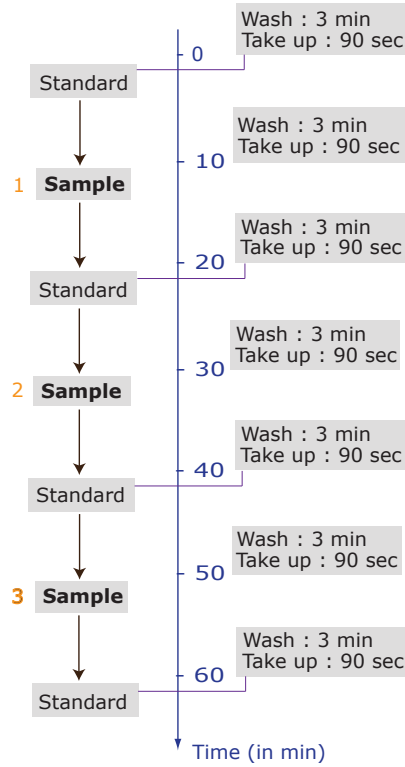 Wash : 3 min
Take up : 90 sec
0
Standard
Wash : 3 min
Take up : 90 sec
10
1 Sample
Wash : 3 min
Take up : 90 sec
20
Standard
Wash : 3 min
Take up : 90 sec
30
2 Sample
Wash : 3 min
Take up : 90 sec
40
Standard
Wash : 3 min
Take up : 90 sec
50
3 Sample
Wash : 3 min
Take up : 90 sec
60
Standard
Time (in min)